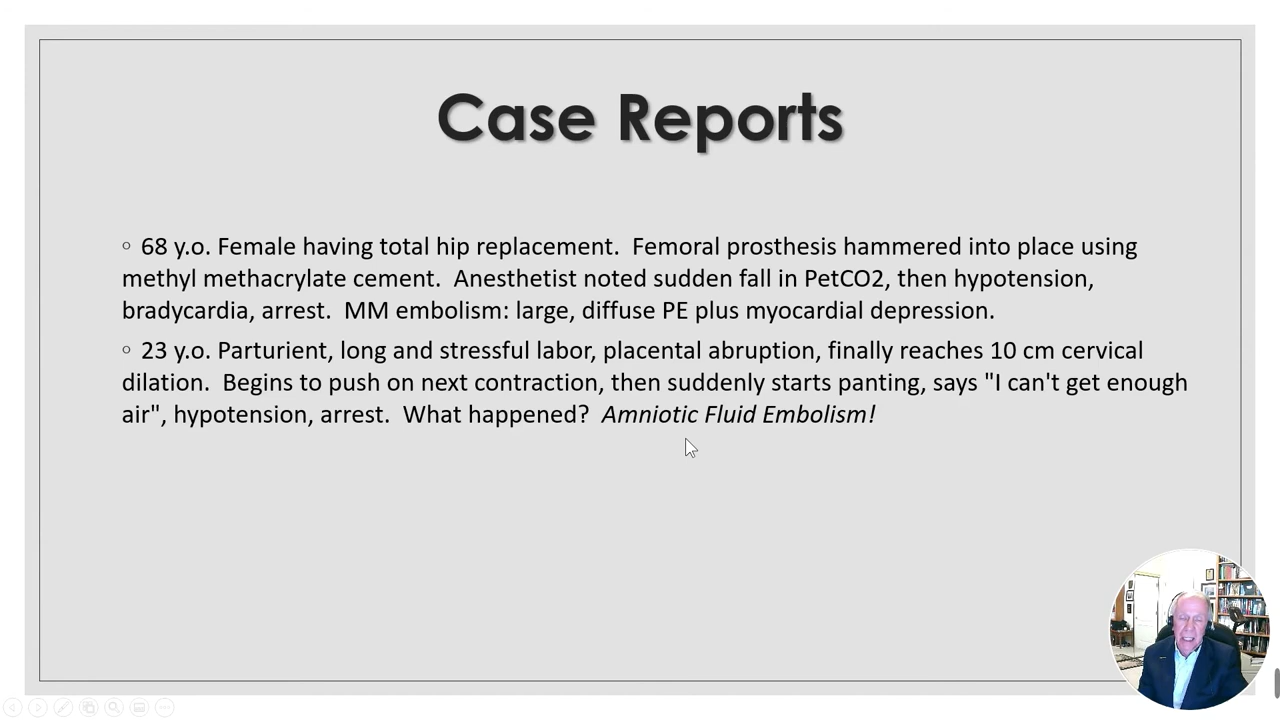 Case Reports
68 y.o. Female having total hip replacement.  Femoral prosthesis hammered into place using
methyl methacrylate cement.  Anesthetist noted sudden fall in PetCO2, then hypotension,
bradycardia, arrest.  MM embolism: large, diffuse PE plus myocardial depression.
23 y.o. Parturient, long and stressful labor, placental abruption, finally reaches 10 cm cervical
dilation.  Begins to push on next contraction, then suddenly starts panting, says "I can't get enough
air", hypotension, arrest.  What happened?  Amniotic Fluid Embolism!